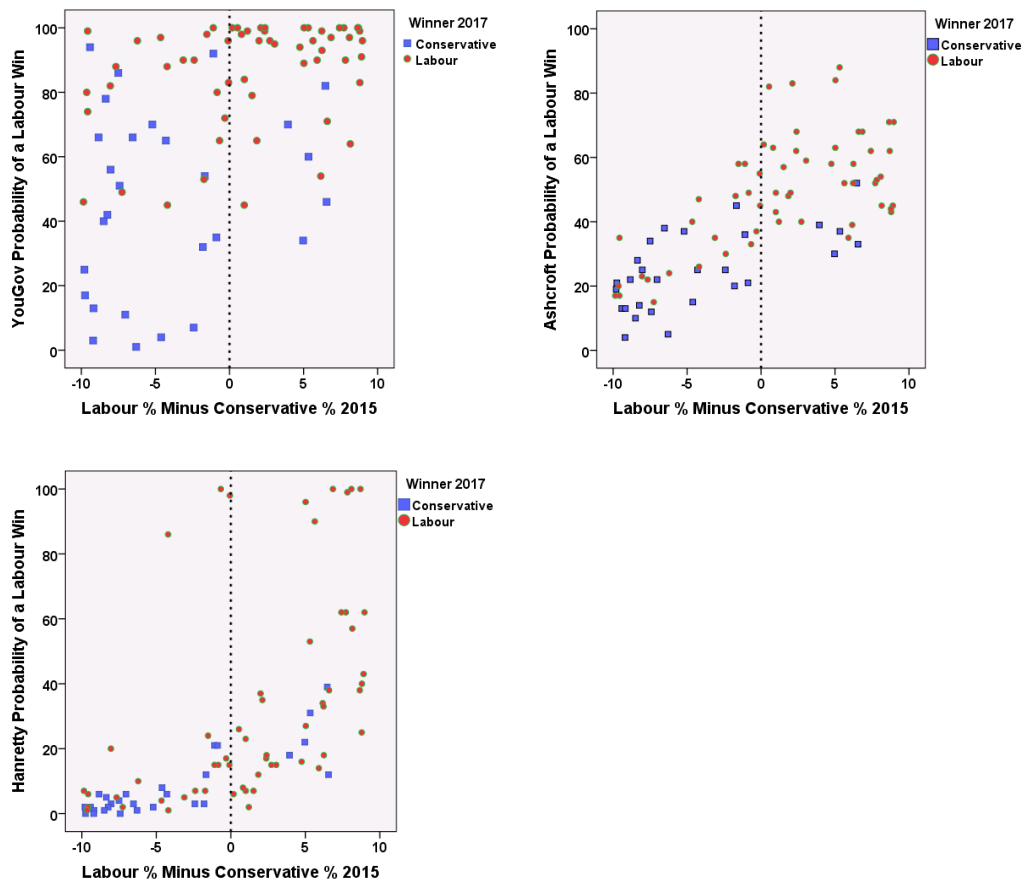 YouGov Probability of a Labour Win
100
80
60
40
20
0
-10 -5 0 5 10
Labour % Minus Conservative % 2015
Winner 2017
Conservative
Labour
Ashcroft Probability of a Labour Win
100
80
60
40
20
0
-10 -5 0 5 10
Labour % Minus Conservative % 2015
Winner 2017
Conservative
Labour
Hanretty Probability of a Labour Win
100
80
60
40
20
0
-10 -5 0 5 10
Labour % Minus Conservative % 2015
Winner 2017
Conservative
Labour